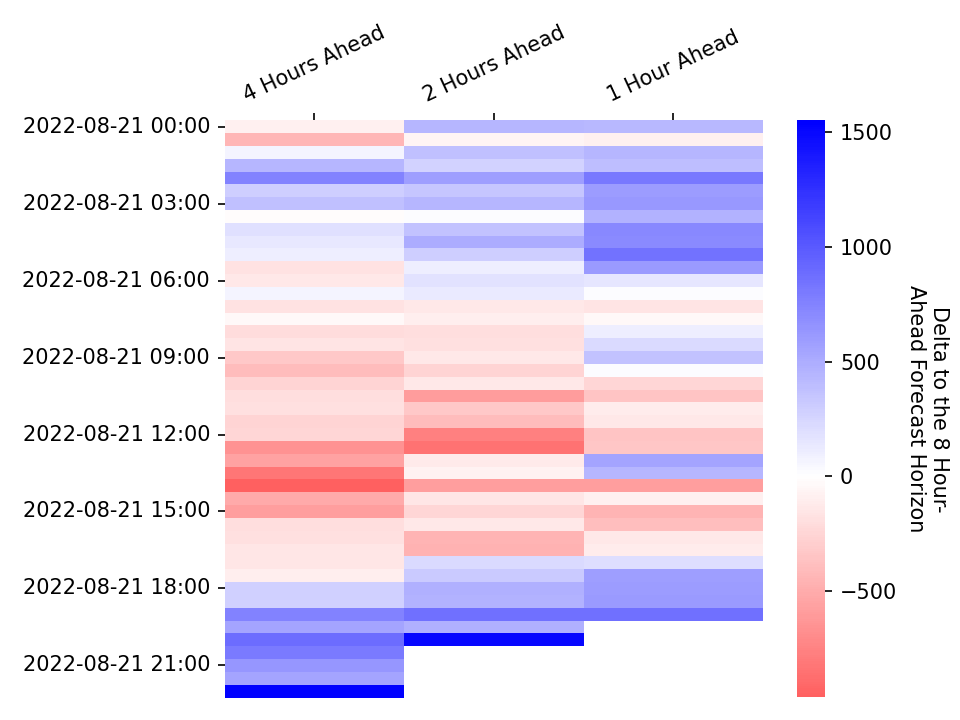 4 Hours Ahead
2 Hours Ahead
1 Hour Ahead
2022-08-21 00:00
2022-08-21 03:00
2022-08-21 06:00
2022-08-21 09:00
2022-08-21 12:00
2022-08-21 15:00
2022-08-21 18:00
2022-08-21 21:00
1500
1000
500
0
−500
Delta to the 8 Hour-
Ahead Forecast Horizon